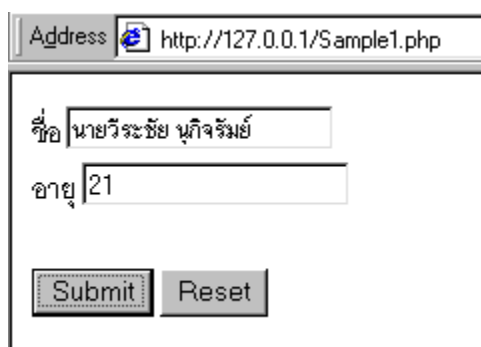 Address http://127.0.0.1/Sample1.php
ชื่อ นายวีระชัย นุกิจรัมย์
อายุ 21
Submit Reset